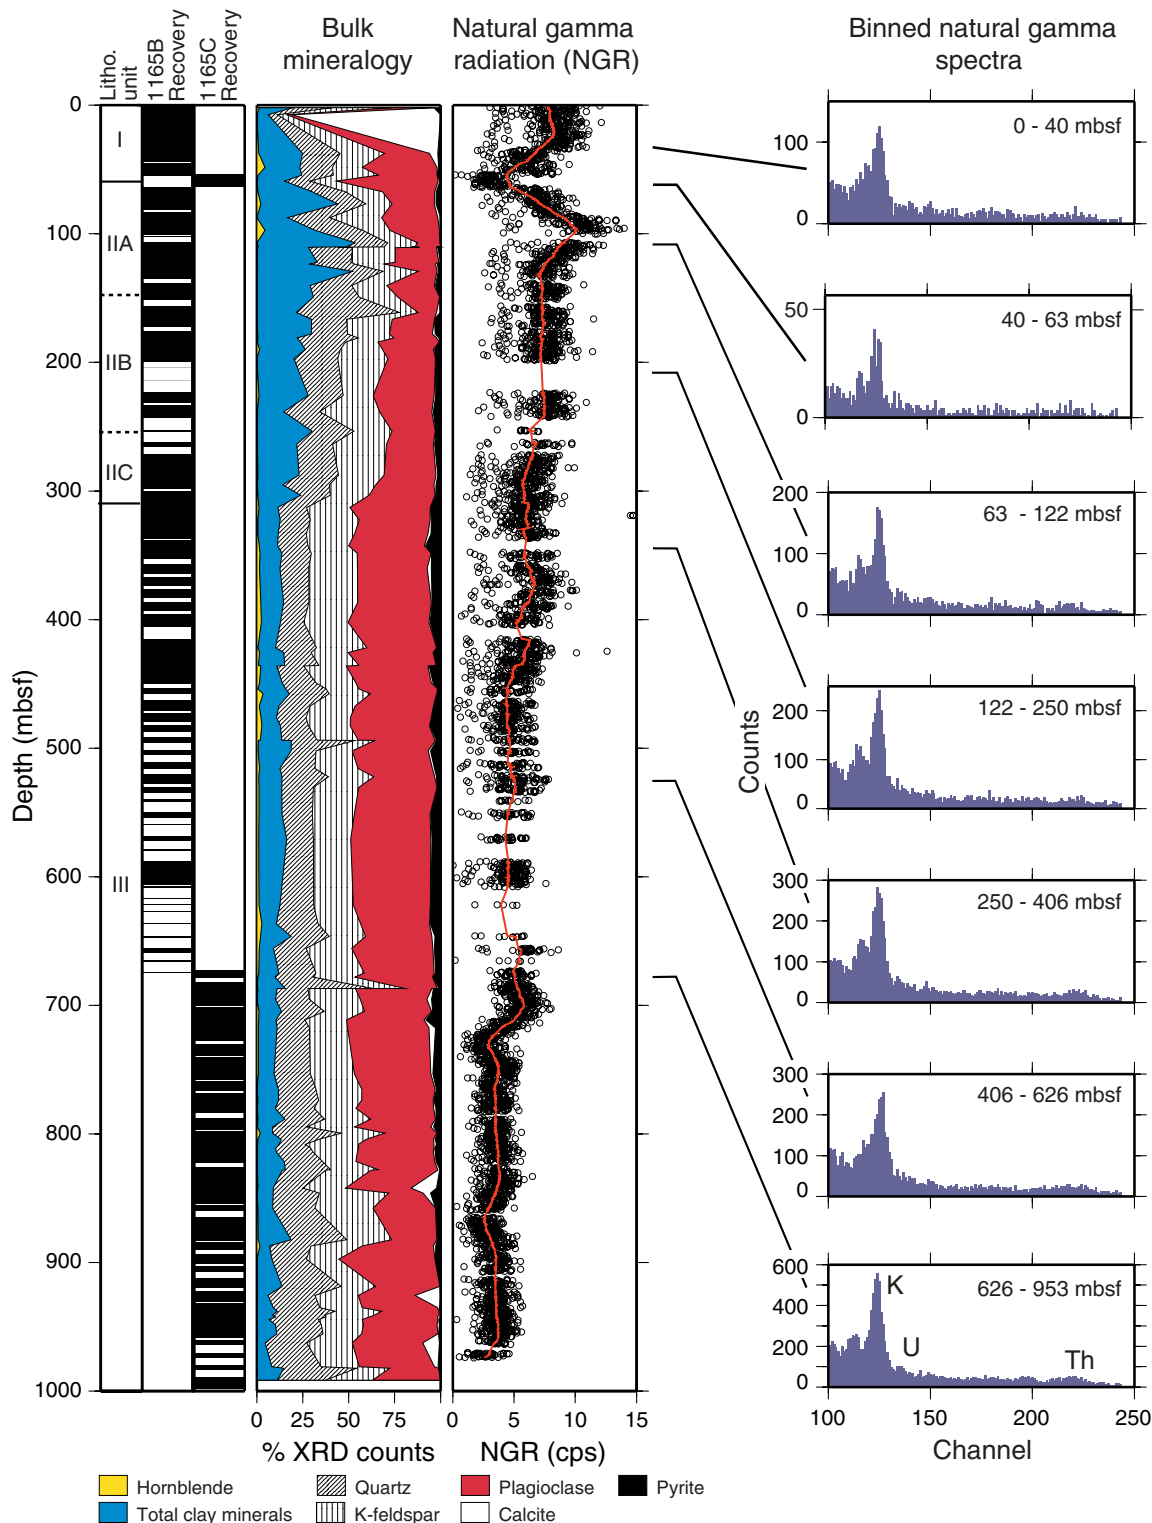 Litho.
unit
1165B
Recovery
1165C
Recovery
Bulk
mineralogy
Natural gamma
radiation (NGR)
Binned natural gamma
spectra
Depth (mbsf)
0
100
200
300
400
500
600
700
800
900
1000
I
IIA
IIB
IIC
III
0 25 50 75
% XRD counts
0 5 10 15
NGR (cps)
Counts
0 - 40 mbsf
100
0
40 - 63 mbsf
50
0
63 - 122 mbsf
200
100
0
122 - 250 mbsf
200
100
0
250 - 406 mbsf
300
200
100
0
406 - 626 mbsf
300
200
100
0
626 - 953 mbsf
600
400
200
0
K
U
Th
100 150 200 250
Channel
Hornblende
Quartz
Plagioclase
Pyrite
Total clay minerals
K-feldspar
Calcite